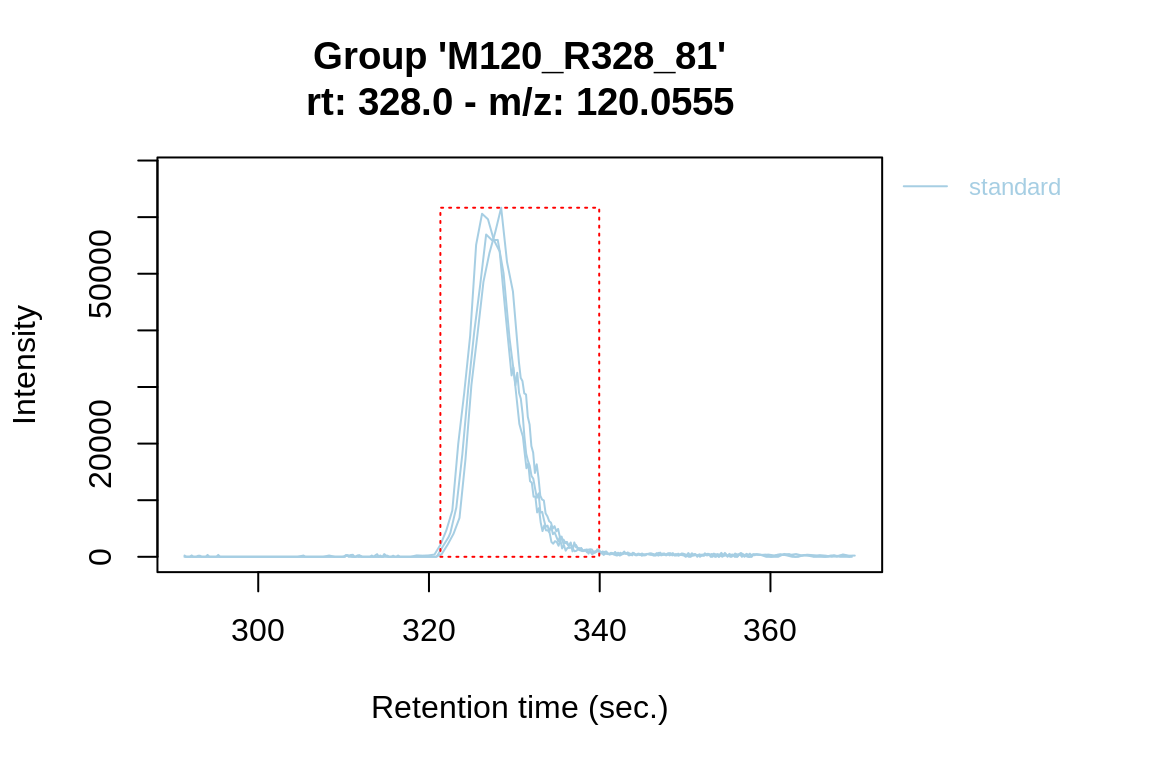 Group 'M120_R328_81'
rt: 328.0 - m/z: 120.0555
standard
Intensity
50000
20000
0
300 320 340 360
Retention time (sec.)